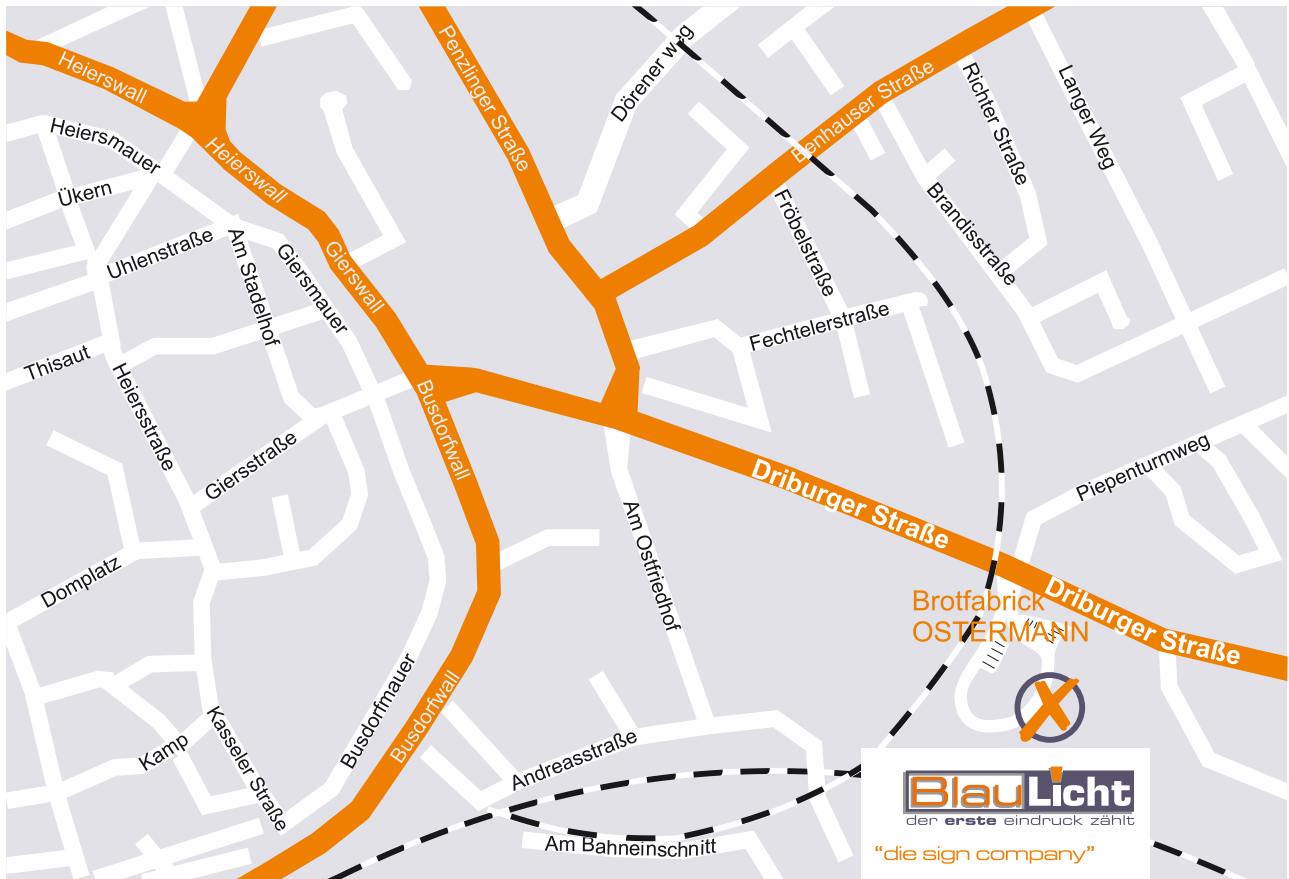 Heierswall
Penzlinger Straße
Dörener weg
Benhauser Straße
Richter Straße
Langer Weg
Heiersmauer
Heierswall
Ükern
Uhlenstraße
Am Stadelhof
Giersmauer
Gierswall
Fröbelstraße
Brandisstraße
Fechtelerstraße
Thisaut
Heiersstraße
Giersstraße
Busdorfwall
Driburger Straße
Piepenturmweg
Am Ostfriedhof
Domplatz
Brotfabrick
OSTERMANN
Driburger Straße
Kamp
Kasseler Straße
Busdorfmauer
Busdorfwall
Andreasstraße
Am Bahneinschnitt
BlauLicht
der erste eindruck zählt
“die sign company”